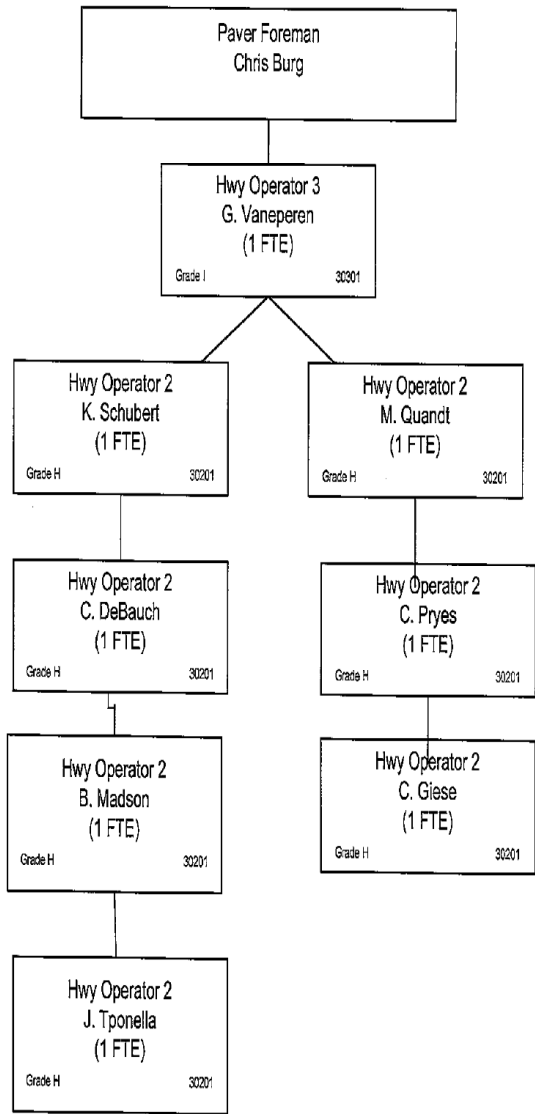 Paver Foreman
Chris Burg
Hwy Operator 3
G. Vaneperen
(1 FTE)
Grade I 30301
Hwy Operator 2
K. Schubert
(1 FTE)
Grade H 30201
Hwy Operator 2
M. Quandt
(1 FTE)
Grade H 30201
Hwy Operator 2
C. DeBauch
(1 FTE)
Grade H 30201
Hwy Operator 2
C. Pryes
(1 FTE)
Grade H 30201
Hwy Operator 2
B. Madson
(1 FTE)
Grade H 30201
Hwy Operator 2
C. Giese
(1 FTE)
Grade H 30201
Hwy Operator 2
J. Tponella
(1 FTE)
Grade H 30201